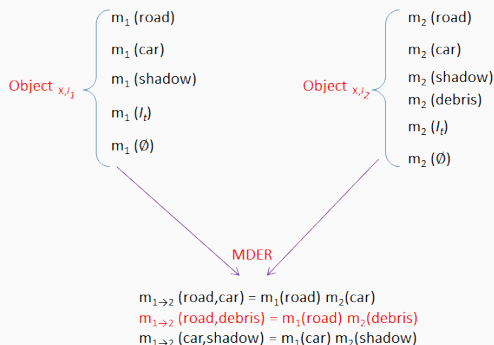 m1 (road)
m1 (car)
m1 (shadow)
m1 (It)
m1 (Ø)
Object x,i1
m2 (road)
m2 (car)
m2 (shadow)
m2 (debris)
m2 (It)
m2 (Ø)
Object x,i2
MDER
m1→2 (road,car) = m1(road) m2(car)
m1→2 (road,debris) = m1(road) m2(debris)
m1→2 (car,shadow) = m1(car) m2(shadow)